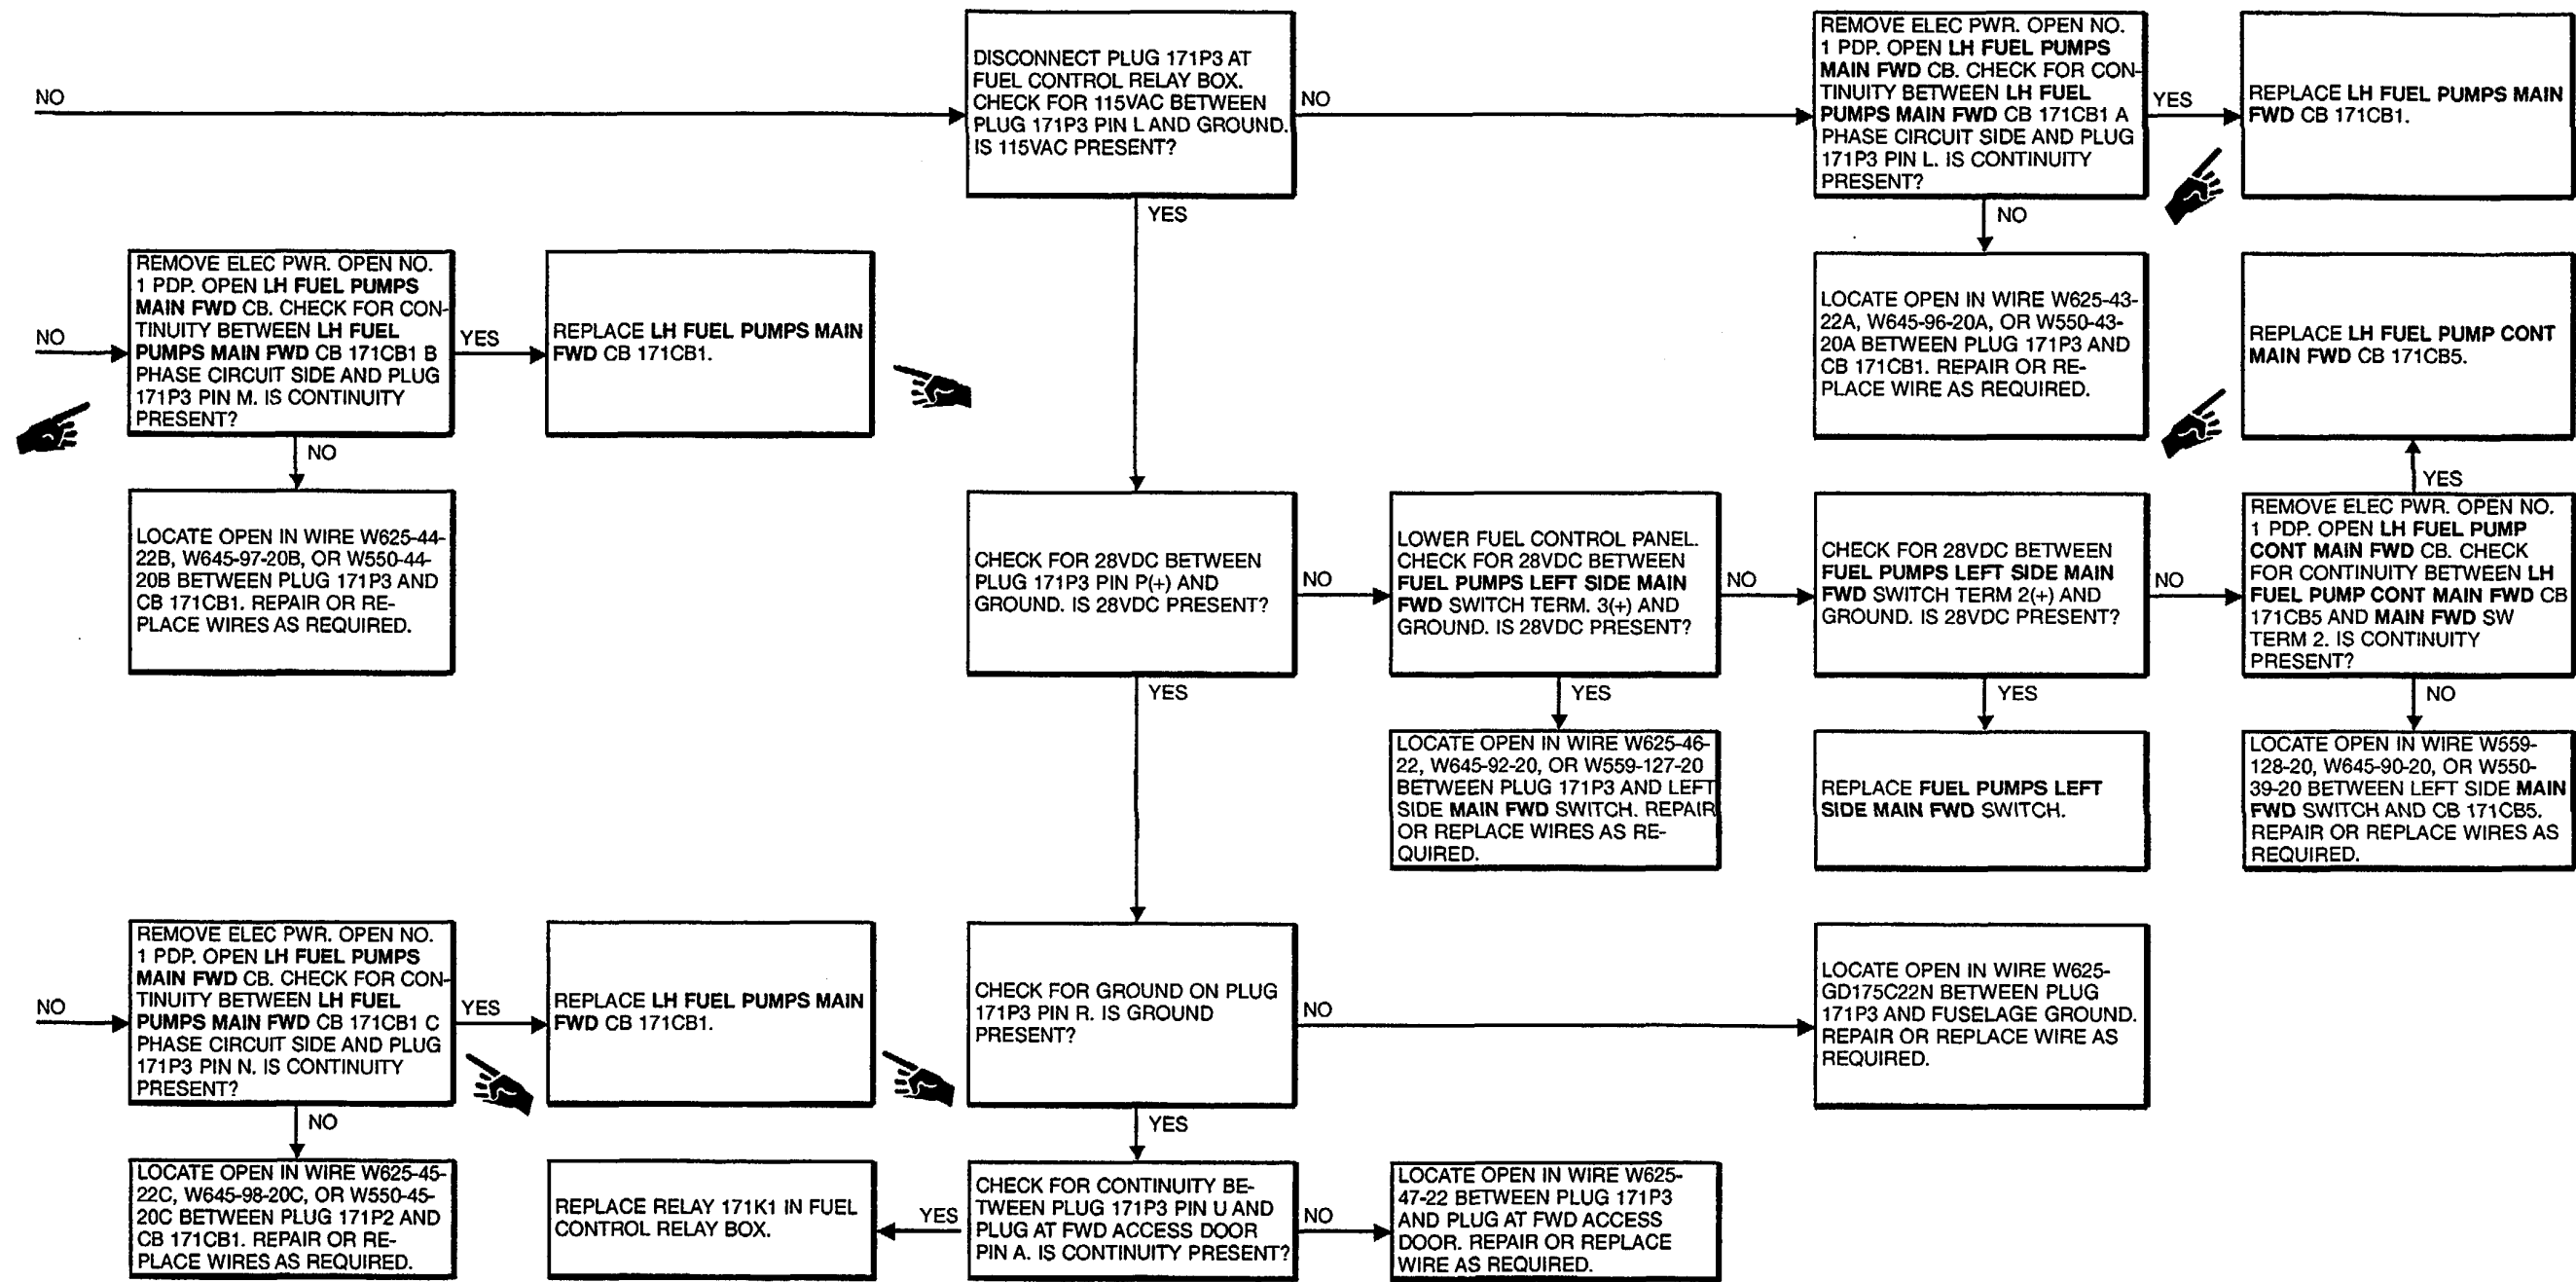 NO
DISCONNECT PLUG 171P3 AT
FUEL CONTROL RELAY BOX.
CHECK FOR 115VAC BETWEEN
PLUG 171P3 PIN L AND GROUND.
IS 115VAC PRESENT?
NO
YES
REMOVE ELEC PWR. OPEN NO.
1 PDP. OPEN LH FUEL PUMPS
MAIN FWD CB. CHECK FOR CON-
TINUITY BETWEEN LH FUEL
PUMPS MAIN FWD CB 171CB1 A
PHASE CIRCUIT SIDE AND PLUG
171P3 PIN L. IS CONTINUITY
PRESENT?
YES
NO
REPLACE LH FUEL PUMPS MAIN
FWD CB 171CB1.
NO
REMOVE ELEC PWR. OPEN NO.
1 PDP. OPEN LH FUEL PUMPS
MAIN FWD CB. CHECK FOR CON-
TINUITY BETWEEN LH FUEL
PUMPS MAIN FWD CB 171CB1 B
PHASE CIRCUIT SIDE AND PLUG
171P3 PIN M. IS CONTINUITY
PRESENT?
YES
NO
REPLACE LH FUEL PUMPS MAIN
FWD CB 171CB1.
LOCATE OPEN IN WIRE W625-43-
22A, W645-96-20A, OR W550-43-
20A BETWEEN PLUG 171P3 AND
CB 171CB1. REPAIR OR RE-
PLACE WIRE AS REQUIRED.
REPLACE LH FUEL PUMP CONT
MAIN FWD CB 171CB5.
YES
LOCATE OPEN IN WIRE W625-44-
22B, W645-97-20B, OR W550-44-
20B BETWEEN PLUG 171P3 AND
CB 171CB1. REPAIR OR RE-
PLACE WIRES AS REQUIRED.
CHECK FOR 28VDC BETWEEN
PLUG 171P3 PIN P(+) AND
GROUND. IS 28VDC PRESENT?
NO
YES
LOWER FUEL CONTROL PANEL.
CHECK FOR 28VDC BETWEEN
FUEL PUMPS LEFT SIDE MAIN
FWD SWITCH TERM. 3(+) AND
GROUND. IS 28VDC PRESENT?
NO
YES
CHECK FOR 28VDC BETWEEN
FUEL PUMPS LEFT SIDE MAIN
FWD SWITCH TERM 2(+) AND
GROUND. IS 28VDC PRESENT?
NO
YES
REMOVE ELEC PWR. OPEN NO.
1 PDP. OPEN LH FUEL PUMP
CONT MAIN FWD CB. CHECK
FOR CONTINUITY BETWEEN LH
FUEL PUMP CONT MAIN FWD CB
171CB5 AND MAIN FWD SW
TERM 2. IS CONTINUITY
PRESENT?
NO
LOCATE OPEN IN WIRE W625-46-
22, W645-92-20, OR W559-127-20
BETWEEN PLUG 171P3 AND LEFT
SIDE MAIN FWD SWITCH. REPAIR
OR REPLACE WIRES AS RE-
QUIRED.
REPLACE FUEL PUMPS LEFT
SIDE MAIN FWD SWITCH.
LOCATE OPEN IN WIRE W559-
128-20, W645-90-20, OR W550-
39-20 BETWEEN LEFT SIDE MAIN
FWD SWITCH AND CB 171CB5.
REPAIR OR REPLACE WIRES AS
REQUIRED.
NO
REMOVE ELEC PWR. OPEN NO.
1 PDP. OPEN LH FUEL PUMPS
MAIN FWD CB. CHECK FOR CON-
TINUITY BETWEEN LH FUEL
PUMPS MAIN FWD CB 171CB1 C
PHASE CIRCUIT SIDE AND PLUG
171P3 PIN N. IS CONTINUITY
PRESENT?
YES
NO
REPLACE LH FUEL PUMPS MAIN
FWD CB 171CB1.
CHECK FOR GROUND ON PLUG
171P3 PIN R. IS GROUND
PRESENT?
NO
YES
LOCATE OPEN IN WIRE W625-
GD175C22N BETWEEN PLUG
171P3 AND FUSELAGE GROUND.
REPAIR OR REPLACE WIRE AS
REQUIRED.
LOCATE OPEN IN WIRE W625-45-
22C, W645-98-20C, OR W550-45-
20C BETWEEN PLUG 171P2 AND
CB 171CB1. REPAIR OR RE-
PLACE WIRES AS REQUIRED.
REPLACE RELAY 171K1 IN FUEL
CONTROL RELAY BOX.
YES
CHECK FOR CONTINUITY BE-
TWEEN PLUG 171P3 PIN U AND
PLUG AT FWD ACCESS DOOR
PIN A. IS CONTINUITY PRESENT?
NO
LOCATE OPEN IN WIRE W625-
47-22 BETWEEN PLUG 171P3
AND PLUG AT FWD ACCESS
DOOR. REPAIR OR REPLACE
WIRE AS REQUIRED.